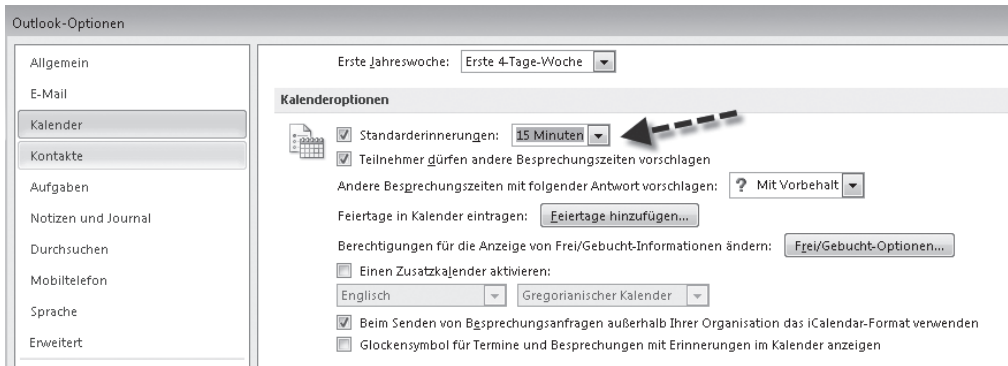 Outlook-Optionen
Allgemein
E-Mail
Kalender
Kontakte
Aufgaben
Notizen und Journal
Durchsuchen
Mobiltelefon
Sprache
Erweitert
Erste Jahreswoche: Erste 4-Tage-Woche
Kalenderoptionen
Standarderinnerungen: 15 Minuten
Teilnehmer dürfen andere Besprechungszeiten vorschlagen
Andere Besprechungszeiten mit folgender Antwort vorschlagen: ? Mit Vorbehalt
Feiertage in Kalender eintragen: Feiertage hinzufügen...
Berechtigungen für die Anzeige von Frei/Gebucht-Informationen ändern: Frei/Gebucht-Optionen...
Einen Zusatzkalender aktivieren:
Englisch Gregorianischer Kalender
Beim Senden von Besprechungsanfragen außerhalb Ihrer Organisation das iCalendar-Format verwenden
Glockensymbol für Termine und Besprechungen mit Erinnerungen im Kalender anzeigen